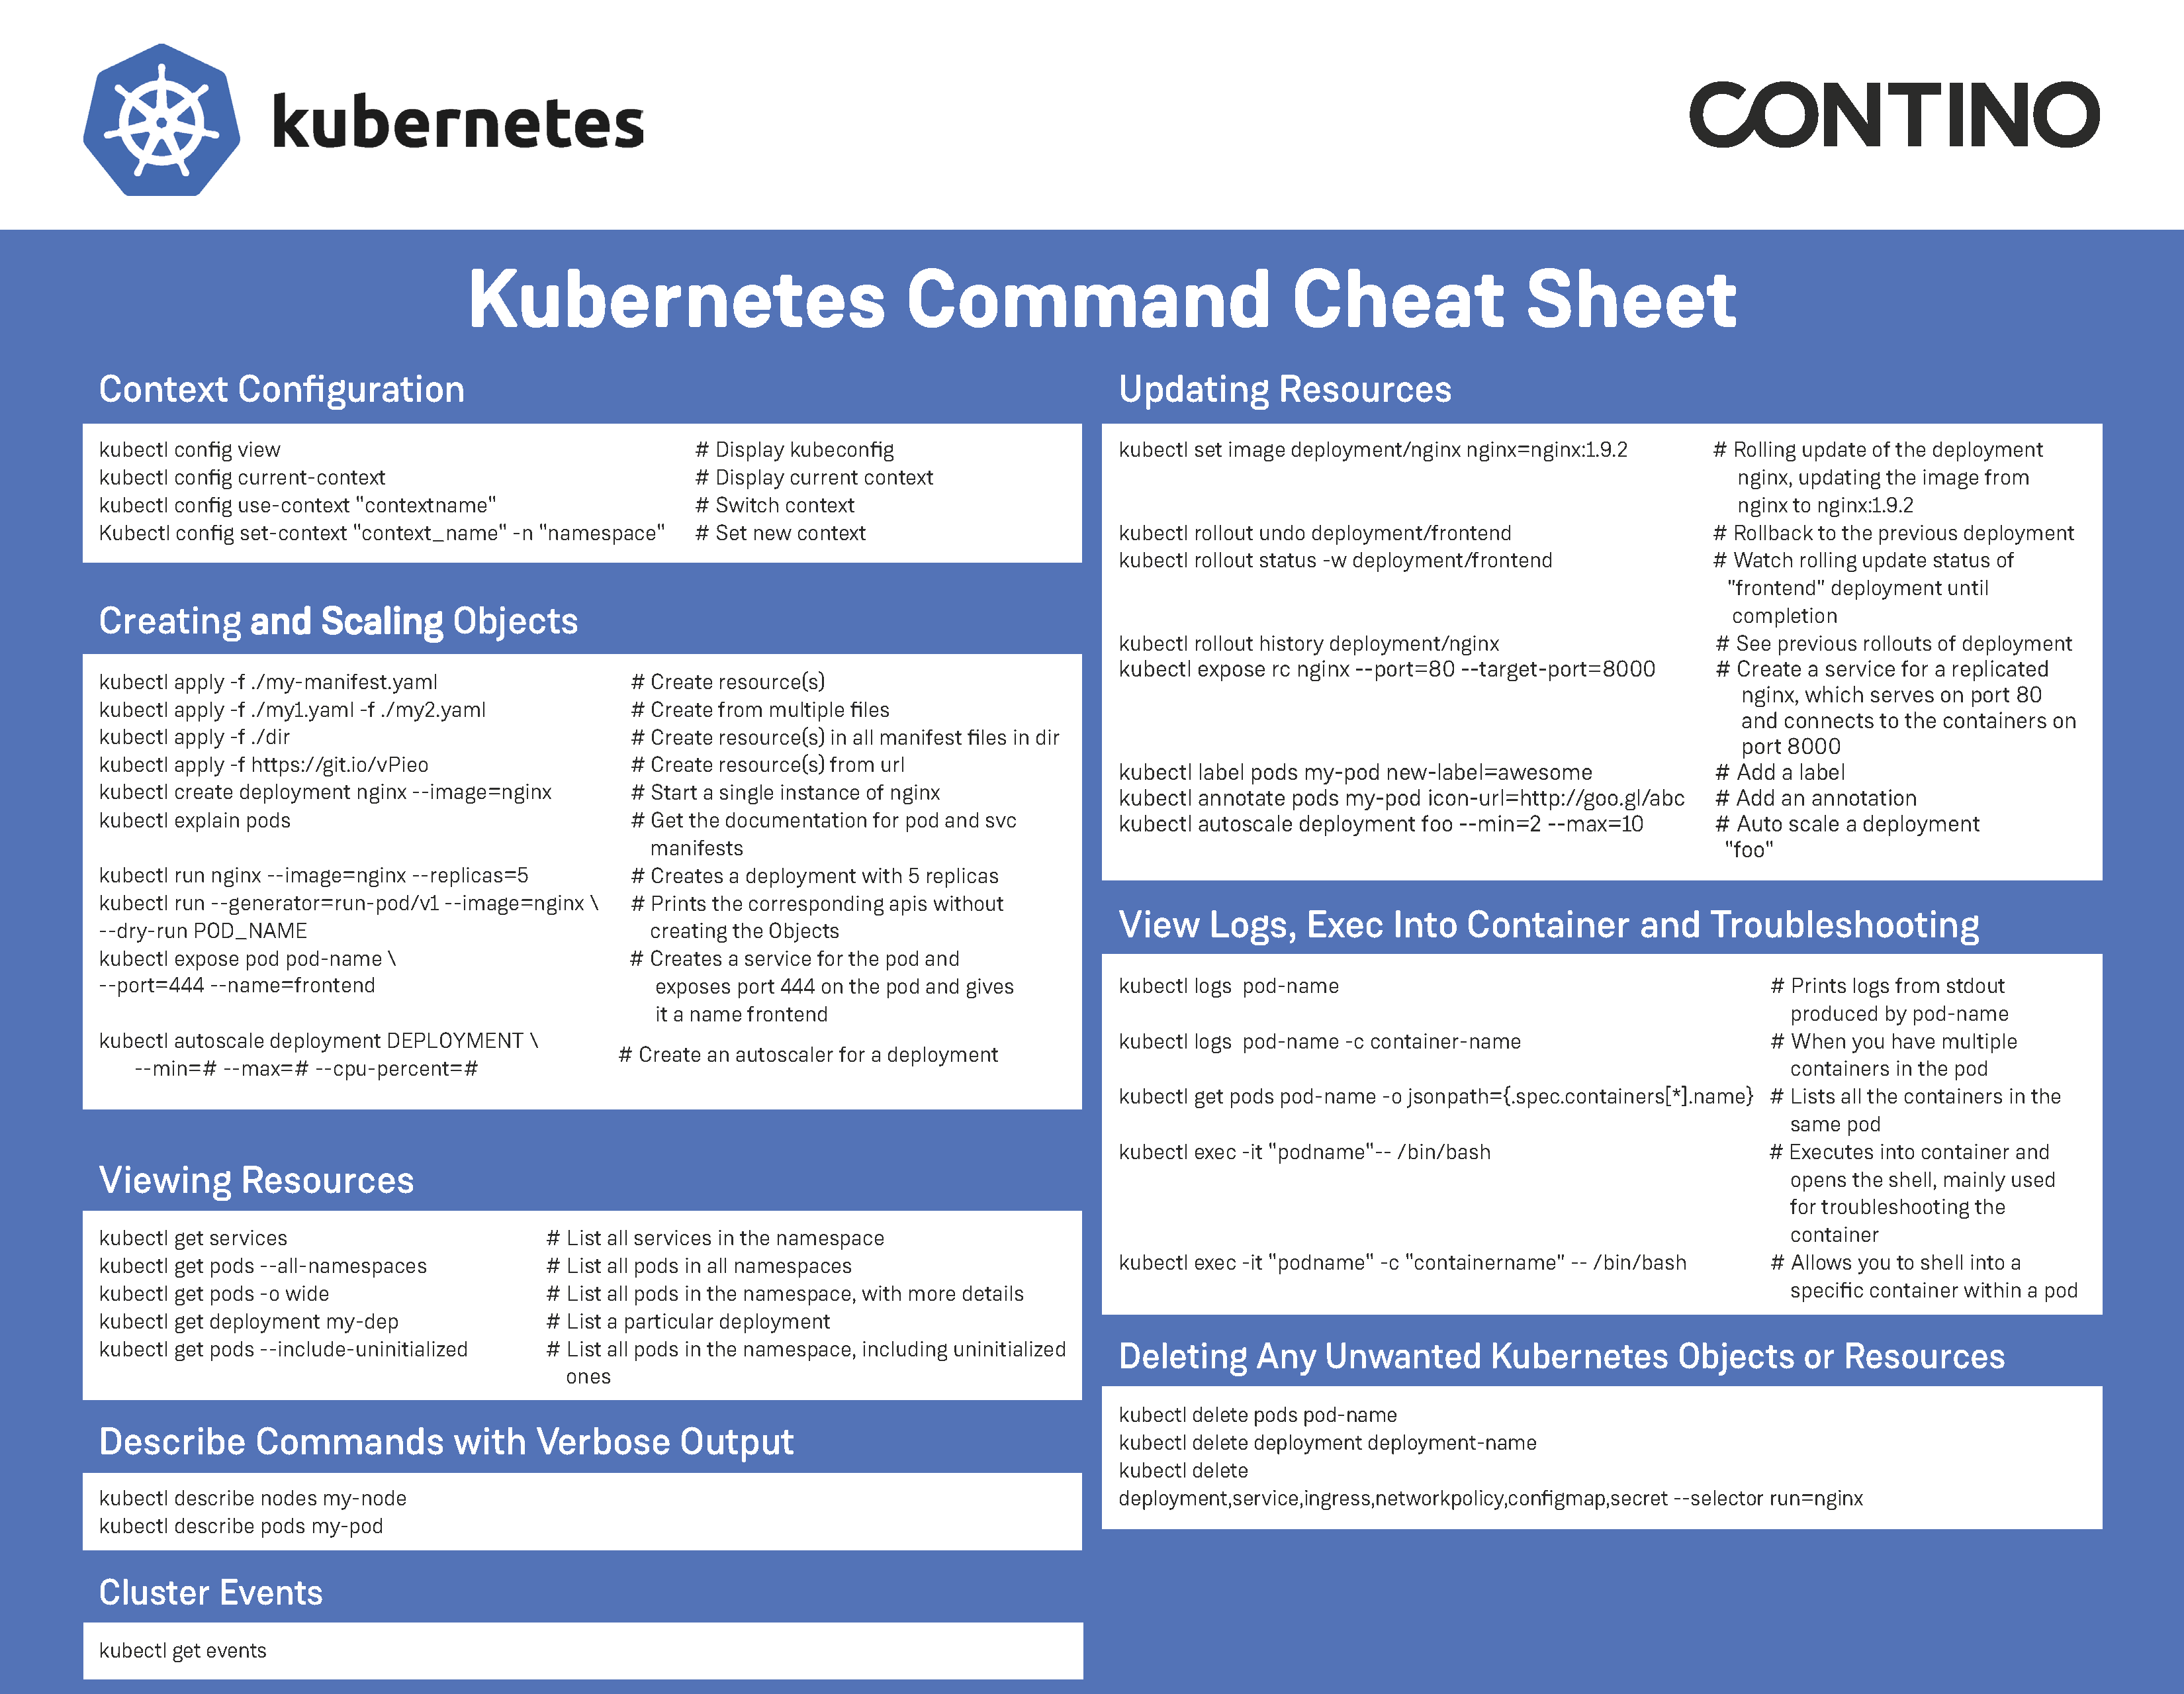 kubernetes
CONTINO
Kubernetes Command Cheat Sheet
Context Configuration
kubectl config view # Display kubeconfig
kubectl config current-context # Display current context
kubectl config use-context "contextname" # Switch context
Kubectl config set-context "context_name" -n "namespace" # Set new context
Creating and Scaling Objects
kubectl apply -f ./my-manifest.yaml # Create resource(s)
kubectl apply -f ./my1.yaml -f ./my2.yaml # Create from multiple files
kubectl apply -f ./dir # Create resource(s) in all manifest files in dir
kubectl apply -f https://git.io/vPieo # Create resource(s) from url
kubectl create deployment nginx --image=nginx # Start a single instance of nginx
kubectl explain pods # Get the documentation for pod and svc
manifests
kubectl run nginx --image=nginx --replicas=5 # Creates a deployment with 5 replicas
kubectl run --generator=run-pod/v1 --image=nginx \ # Prints the corresponding apis without
--dry-run POD_NAME creating the Objects
kubectl expose pod pod-name \ # Creates a service for the pod and
--port=444 --name=frontend exposes port 444 on the pod and gives
it a name frontend
kubectl autoscale deployment DEPLOYMENT \
# Create an autoscaler for a deployment
--min=# --max=# --cpu-percent=#
Viewing Resources
kubectl get services # List all services in the namespace
kubectl get pods --all-namespaces # List all pods in all namespaces
kubectl get pods -o wide # List all pods in the namespace, with more details
kubectl get deployment my-dep # List a particular deployment
kubectl get pods --include-uninitialized # List all pods in the namespace, including uninitialized
ones
Describe Commands with Verbose Output
kubectl describe nodes my-node
kubectl describe pods my-pod
Cluster Events
kubectl get events
Updating Resources
kubectl set image deployment/nginx nginx=nginx:1.9.2 # Rolling update of the deployment
nginx, updating the image from
nginx to nginx:1.9.2
kubectl rollout undo deployment/frontend # Rollback to the previous deployment
kubectl rollout status -w deployment/frontend # Watch rolling update status of
"frontend" deployment until
completion
kubectl rollout history deployment/nginx # See previous rollouts of deployment
kubectl expose rc nginx --port=80 --target-port=8000 # Create a service for a replicated
nginx, which serves on port 80
and connects to the containers on
port 8000
kubectl label pods my-pod new-label=awesome # Add a label
kubectl annotate pods my-pod icon-url=http://goo.gl/abc # Add an annotation
kubectl autoscale deployment foo --min=2 --max=10 # Auto scale a deployment
"foo"
View Logs, Exec Into Container and Troubleshooting
kubectl logs pod-name # Prints logs from stdout
produced by pod-name
kubectl logs pod-name -c container-name # When you have multiple
containers in the pod
kubectl get pods pod-name -o jsonpath={.spec.containers[*].name} # Lists all the containers in the
same pod
kubectl exec -it "podname"-- /bin/bash # Executes into container and
opens the shell, mainly used
for troubleshooting the
container
kubectl exec -it "podname" -c "containername" -- /bin/bash # Allows you to shell into a
specific container within a pod
Deleting Any Unwanted Kubernetes Objects or Resources
kubectl delete pods pod-name
kubectl delete deployment deployment-name
kubectl delete
deployment,service,ingress,networkpolicy,configmap,secret --selector run=nginx